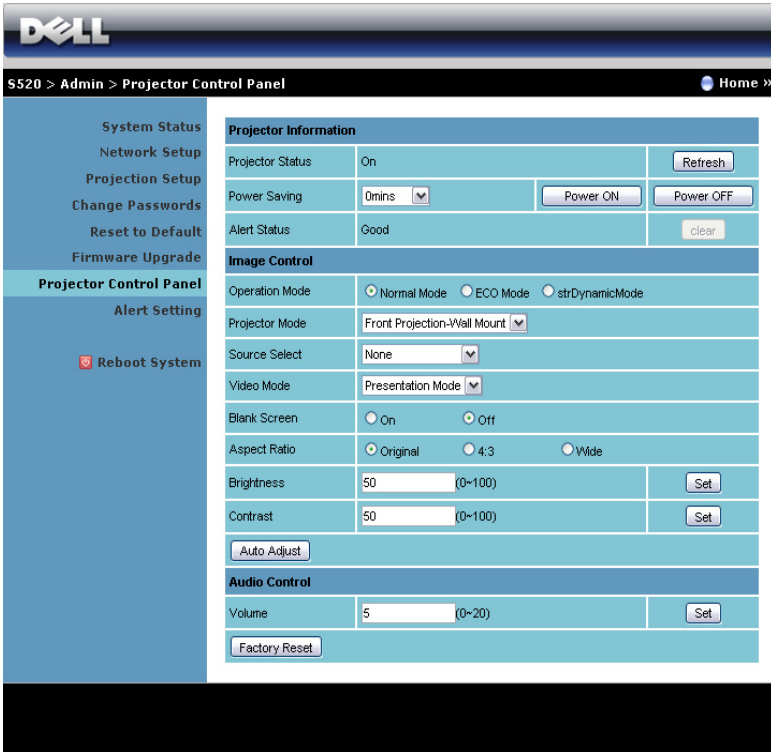 DELL
S520 > Admin > Projector Control Panel Home »
System Status
Network Setup
Projection Setup
Change Passwords
Reset to Default
Firmware Upgrade
Projector Control Panel
Alert Setting
Reboot System
Projector Information
Projector Status On Refresh
Power Saving 0mins Power ON Power OFF
Alert Status Good clear
Image Control
Operation Mode Normal Mode ECO Mode strDynamicMode
Projector Mode Front Projection-Wall Mount
Source Select None
Video Mode Presentation Mode
Blank Screen On Off
Aspect Ratio Original 4:3 Wide
Brightness 50 (0~100) Set
Contrast 50 (0~100) Set
Auto Adjust
Audio Control
Volume 5 (0~20) Set
Factory Reset